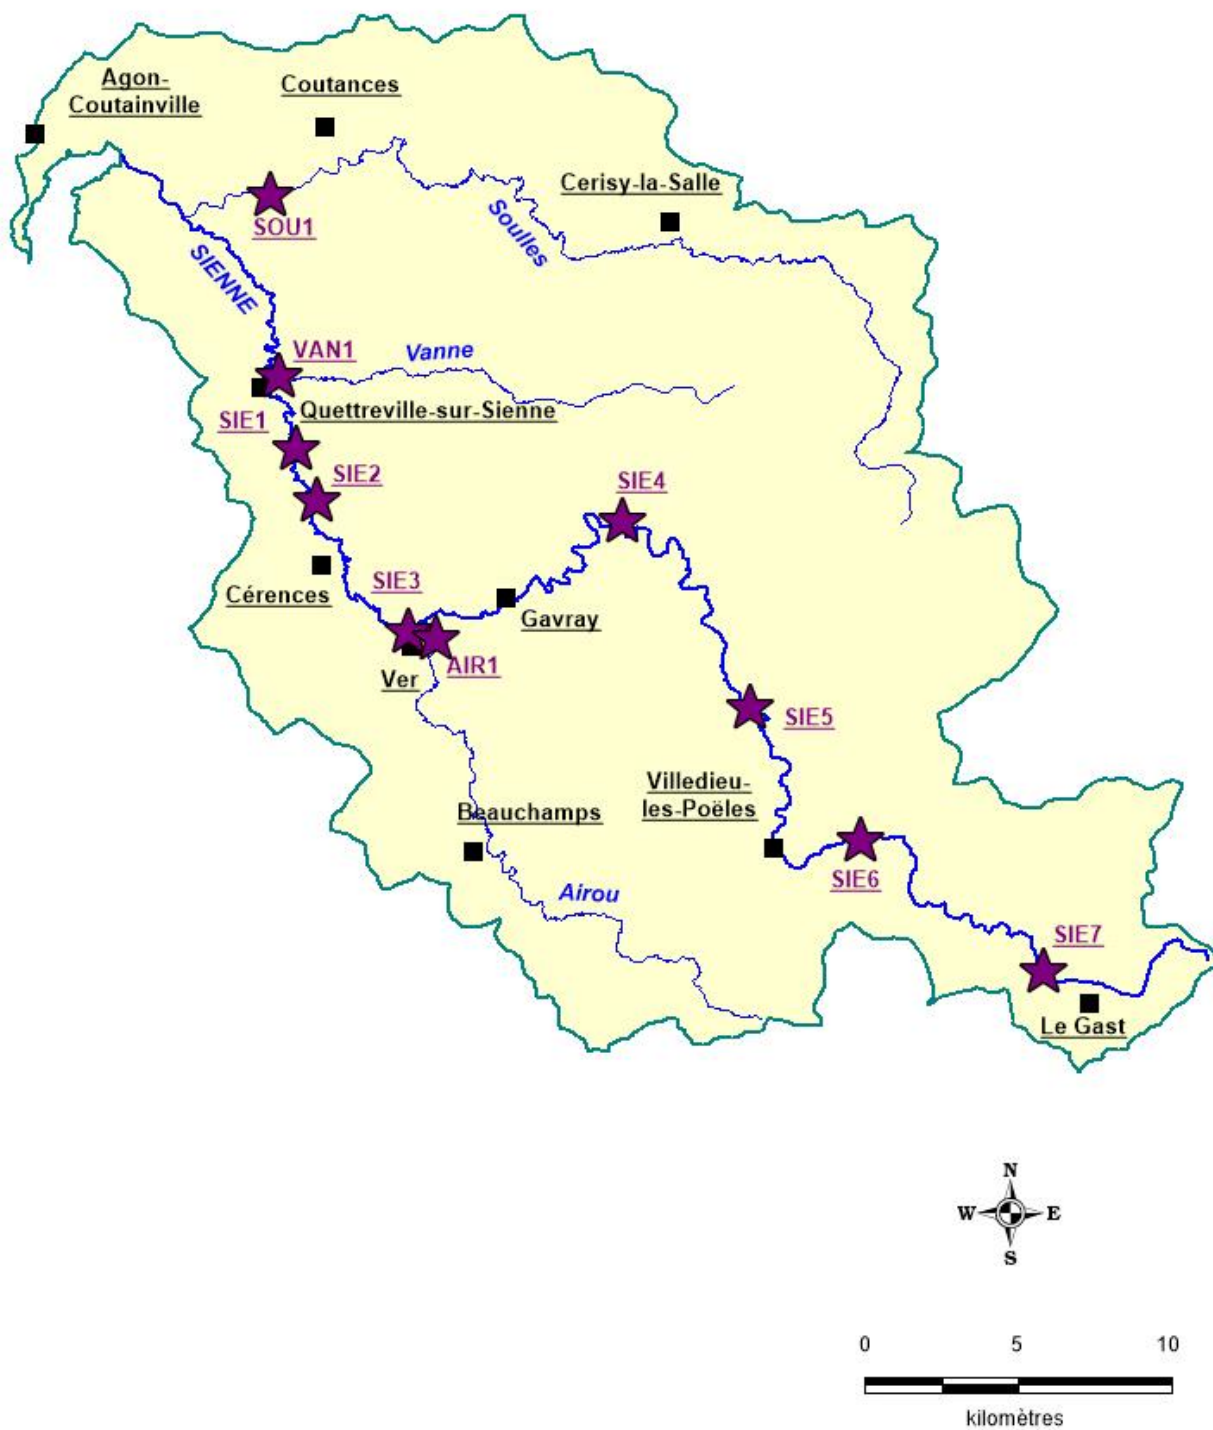 Agon-
Coutainville
Coutances
Cerisy-la-Salle
SOU1
Soulles
SIENNE
VAN1
Vanne
SIE1
Quettreville-sur-Sienne
SIE2
SIE4
SIE3
Cérences
Gavray
AIR1
Ver
SIE5
Villedieu-
les-Poëles
Beauchamps
SIE6
Airou
SIE7
Le Gast
N
W E
S
0 5 10
kilomètres